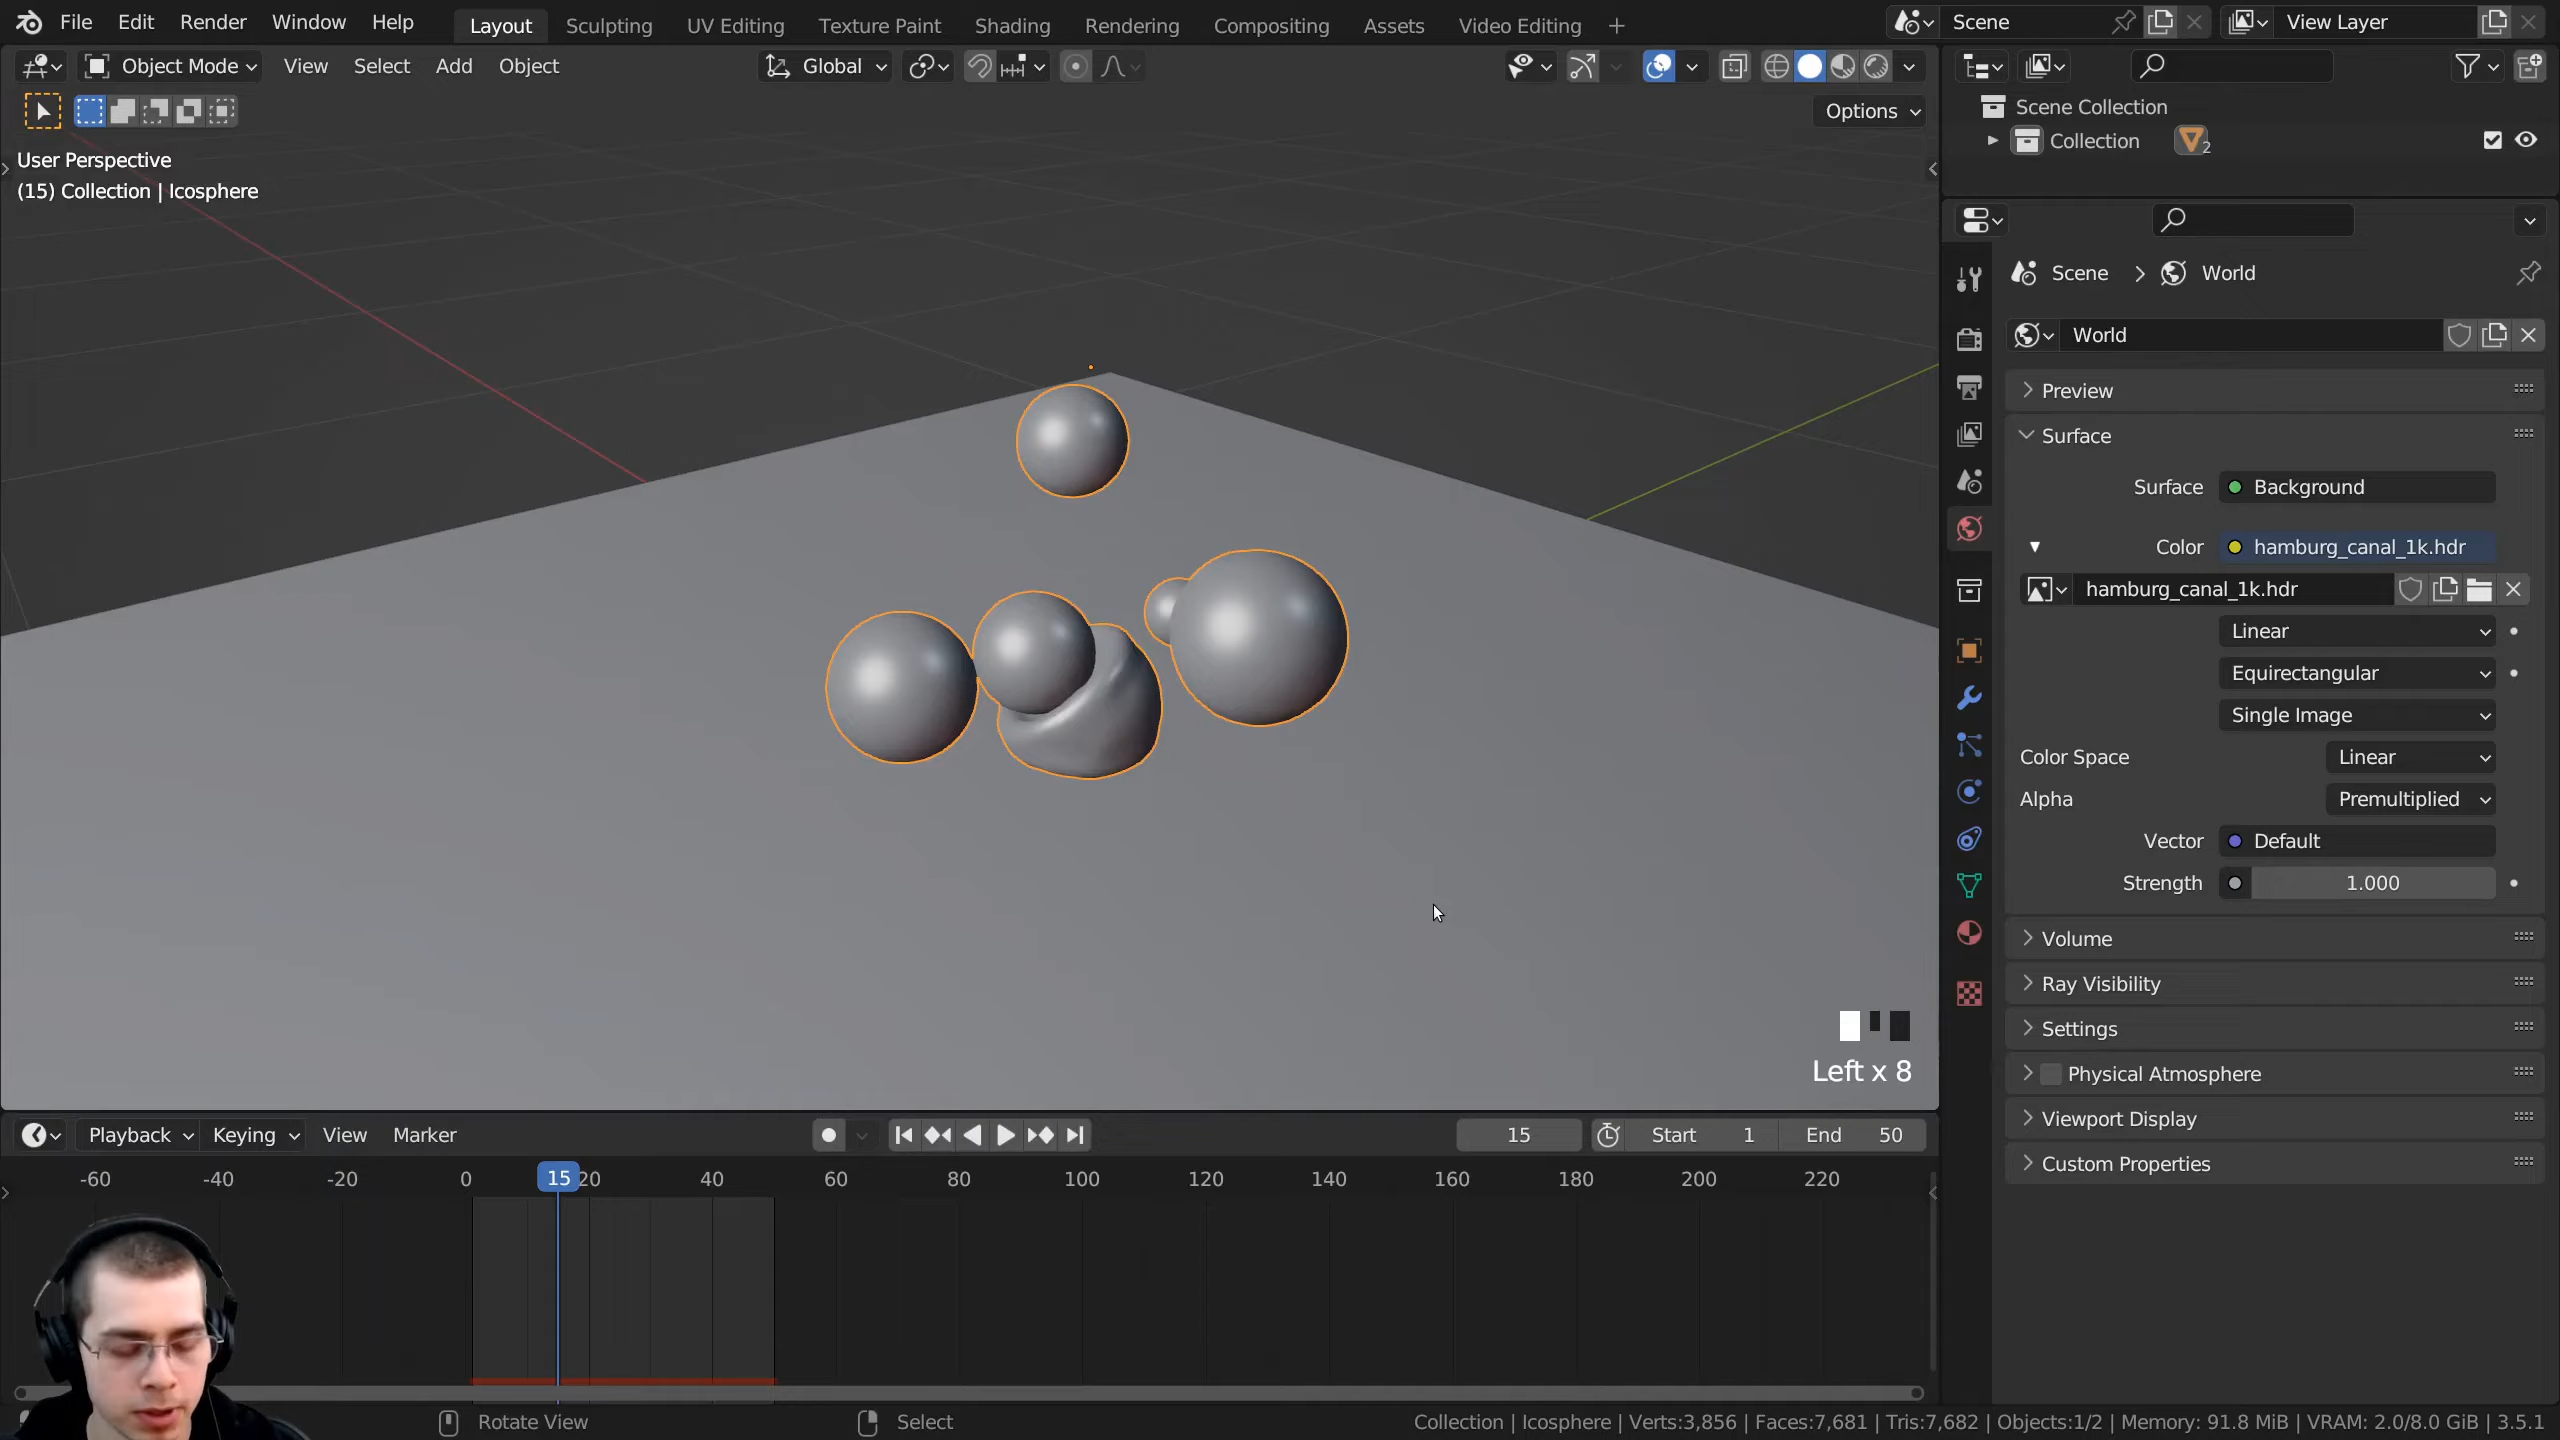 File Edit Render Window Help
Layout Sculpting UV Editing Texture Paint Shading Rendering Compositing Assets Video Editing +
Scene
View Layer
Object Mode View Select Add Object
Global
Options
User Perspective
(15) Collection | Icosphere
Left x 8
Scene Collection
Collection 2
Scene > World
World
Preview
Surface
Surface Background
Color hamburg_canal_1k.hdr
hamburg_canal_1k.hdr
Linear
Equirectangular
Single Image
Color Space Linear
Alpha Premultiplied
Vector Default
Strength 1.000
Volume
Ray Visibility
Settings
Physical Atmosphere
Viewport Display
Custom Properties
Playback Keying View Marker
15 Start 1 End 50
-60 -40 -20 0 15 20 40 60 80 100 120 140 160 180 200 220
Rotate View Select
Collection | Icosphere | Verts:3,856 | Faces:7,681 | Tris:7,682 | Objects:1/2 | Memory: 91.8 MiB | VRAM: 2.0/8.0 GiB | 3.5.1